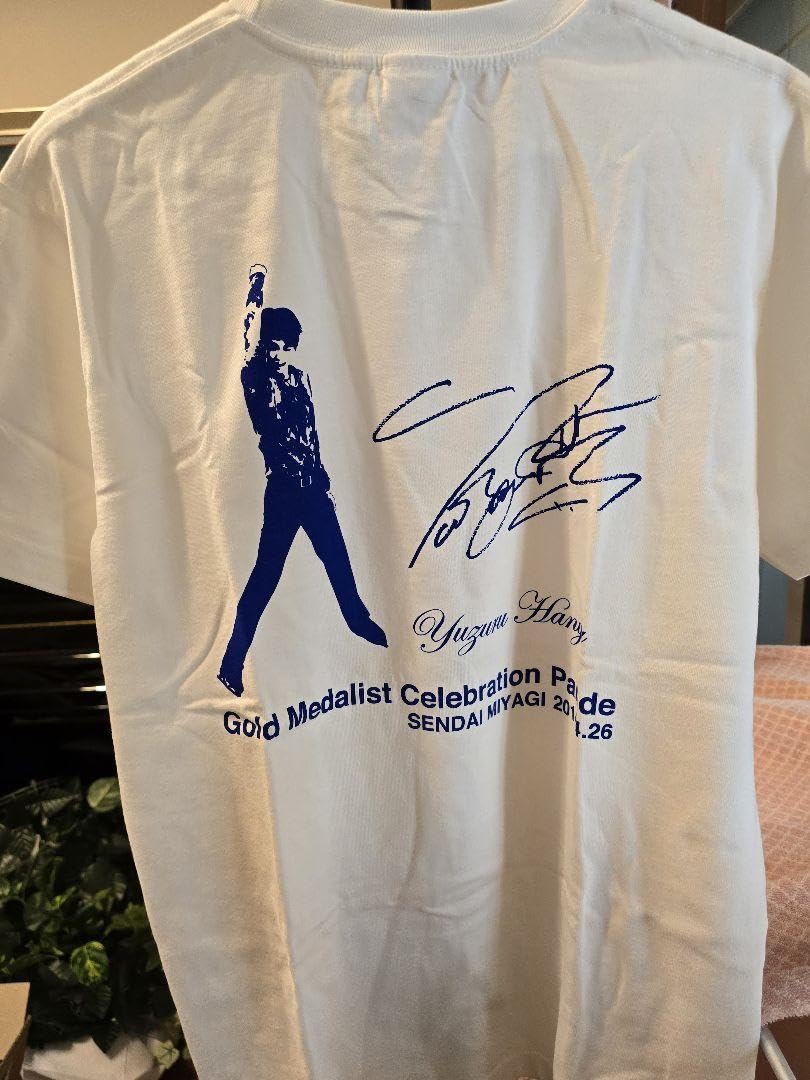 Yuzuru Hany
Gold Medalist Celebration Pa de
SENDAI MIYAGI 201 .26